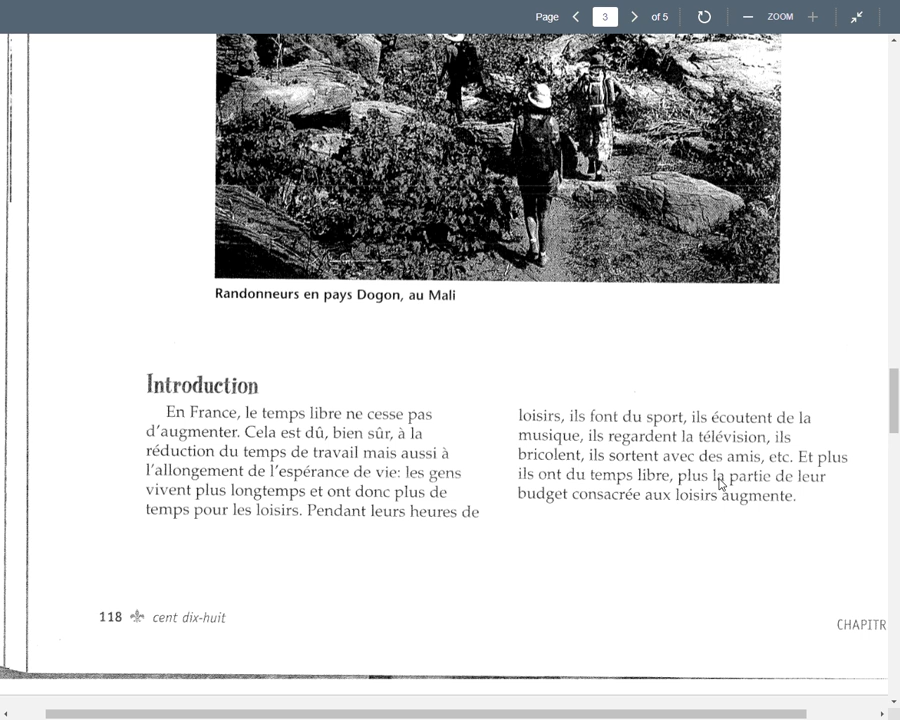 Page 3 of 5 ZOOM
Randonneurs en pays Dogon, au Mali
Introduction
En France, le temps libre ne cesse pas
d'augmenter. Cela est dû, bien sûr, à la
réduction du temps de travail mais aussi à
l'allongement de l'espérance de vie: les gens
vivent plus longtemps et ont donc plus de
temps pour les loisirs. Pendant leurs heures de
loisirs, ils font du sport, ils écoutent de la
musique, ils regardent la télévision, ils
bricolent, ils sortent avec des amis, etc. Et plus
ils ont du temps libre, plus la partie de leur
budget consacrée aux loisirs augmente.
118 cent dix-huit
CHAPITR